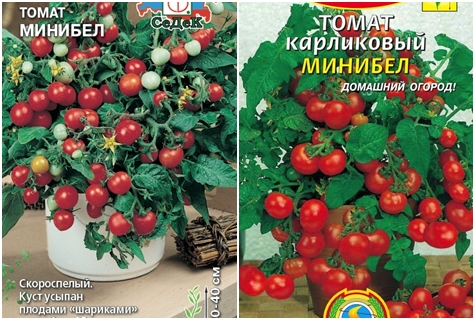 ТОМАТ
МИНИБЕЛ
СеДеК
Скороспелый.
Куст усыпан
плодами «шариками»
0-40 см
ТОМАТ
карликовый
МИНИБЕЛ
ДОМАШНИЙ ОГОРОД!